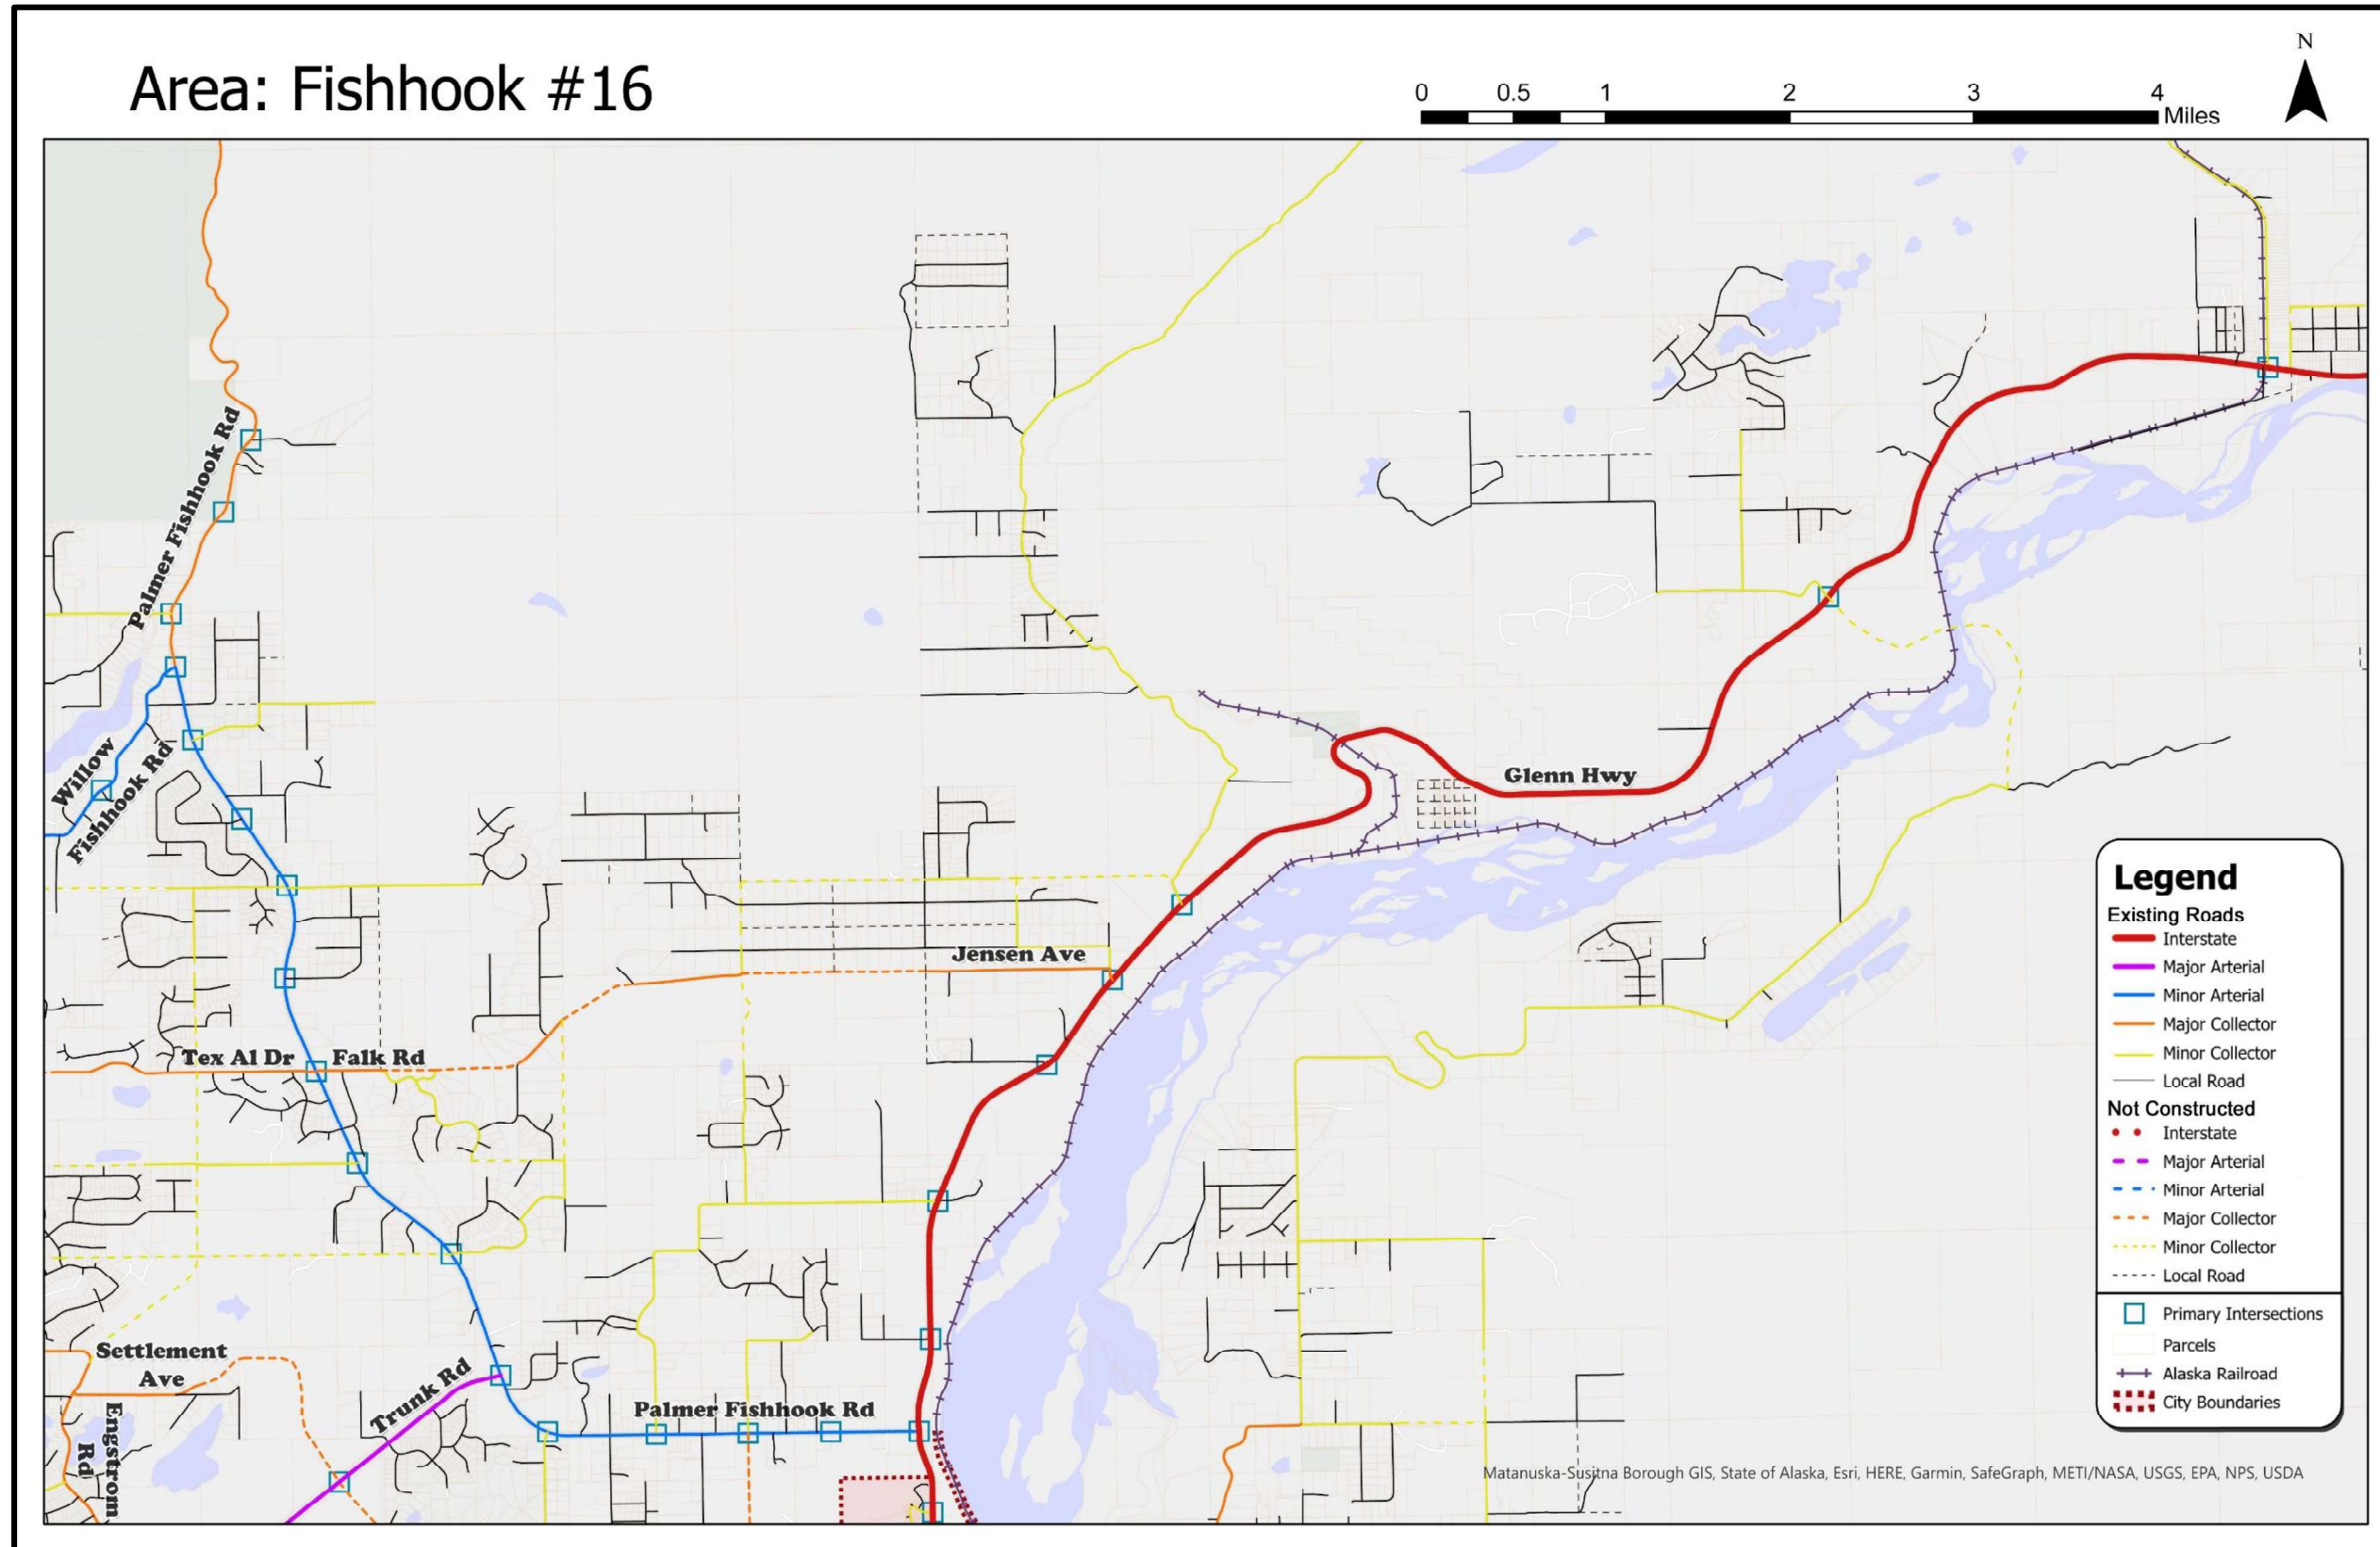 Area: Fishhook #16
0 0.5 1 2 3 4
Miles
N
Palmer Fishhook Rd
Willow
Fishhook Rd
Glenn Hwy
Jensen Ave
Tex Al Dr
Falk Rd
Settlement
Ave
Trunk Rd
Palmer Fishhook Rd
Engstrom
Rd
Legend
Existing Roads
Interstate
Major Arterial
Minor Arterial
Major Collector
Minor Collector
Local Road
Not Constructed
Interstate
Major Arterial
Minor Arterial
Major Collector
Minor Collector
Local Road
Primary Intersections
Parcels
Alaska Railroad
City Boundaries
Matanuska-Susitna Borough GIS, State of Alaska, Esri, HERE, Garmin, SafeGraph, METI/NASA, USGS, EPA, NPS, USDA